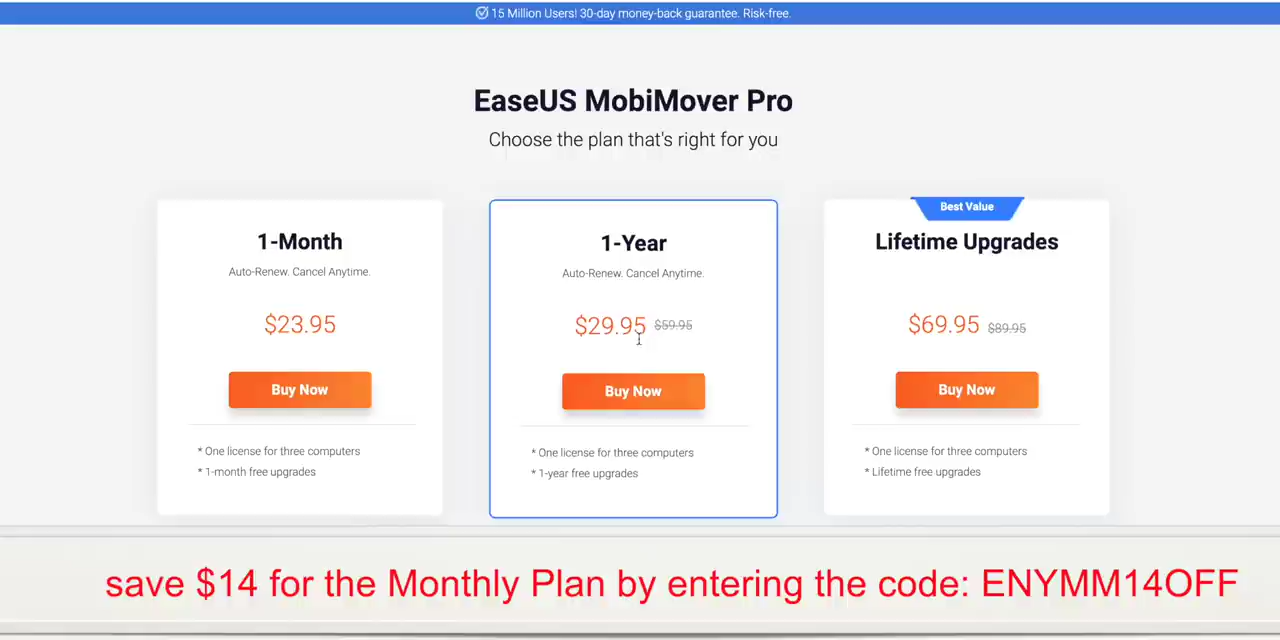 15 Million Users! 30-day money-back guarantee. Risk-free.
EaseUS MobiMover Pro
Choose the plan that's right for you
1-Month
Auto-Renew. Cancel Anytime.
$23.95
Buy Now
* One license for three computers
* 1-month free upgrades
1-Year
Auto-Renew. Cancel Anytime.
$29.95 $59.95
Buy Now
* One license for three computers
* 1-year free upgrades
Best Value
Lifetime Upgrades
$69.95 $89.95
Buy Now
* One license for three computers
* Lifetime free upgrades
save $14 for the Monthly Plan by entering the code: ENYMM14OFF